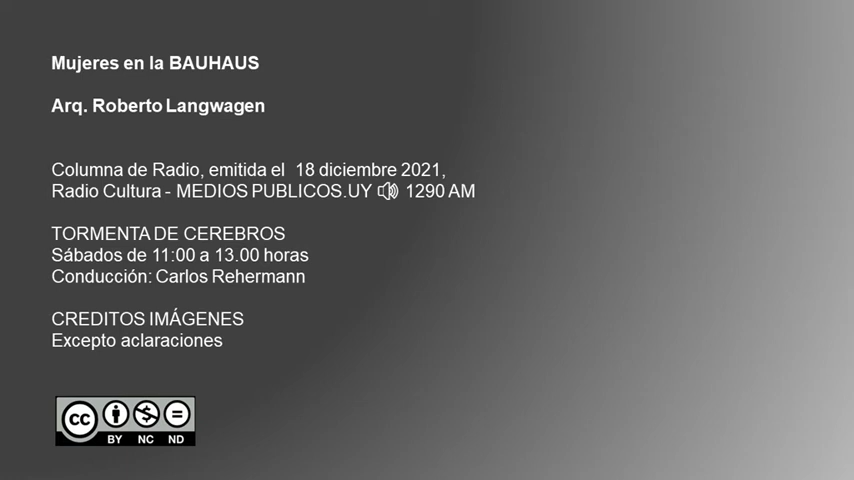 Mujeres en la BAUHAUS
Arq. Roberto Langwagen
Columna de Radio, emitida el 18 diciembre 2021,
Radio Cultura - MEDIOS PUBLICOS.UY 1290 AM
TORMENTA DE CEREBROS
Sábados de 11:00 a 13.00 horas
Conducción: Carlos Rehermann
CREDITOS IMÁGENES
Excepto aclaraciones
cc
BY NC ND